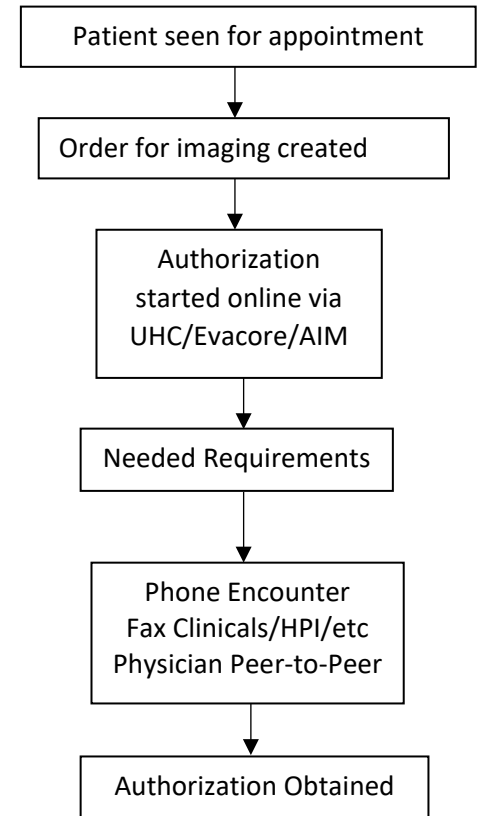 Patient seen for appointment
Order for imaging created
Authorization
started online via
UHC/Evacore/AIM
Needed Requirements
Phone Encounter
Fax Clinicals/HPI/etc
Physician Peer-to-Peer
Authorization Obtained